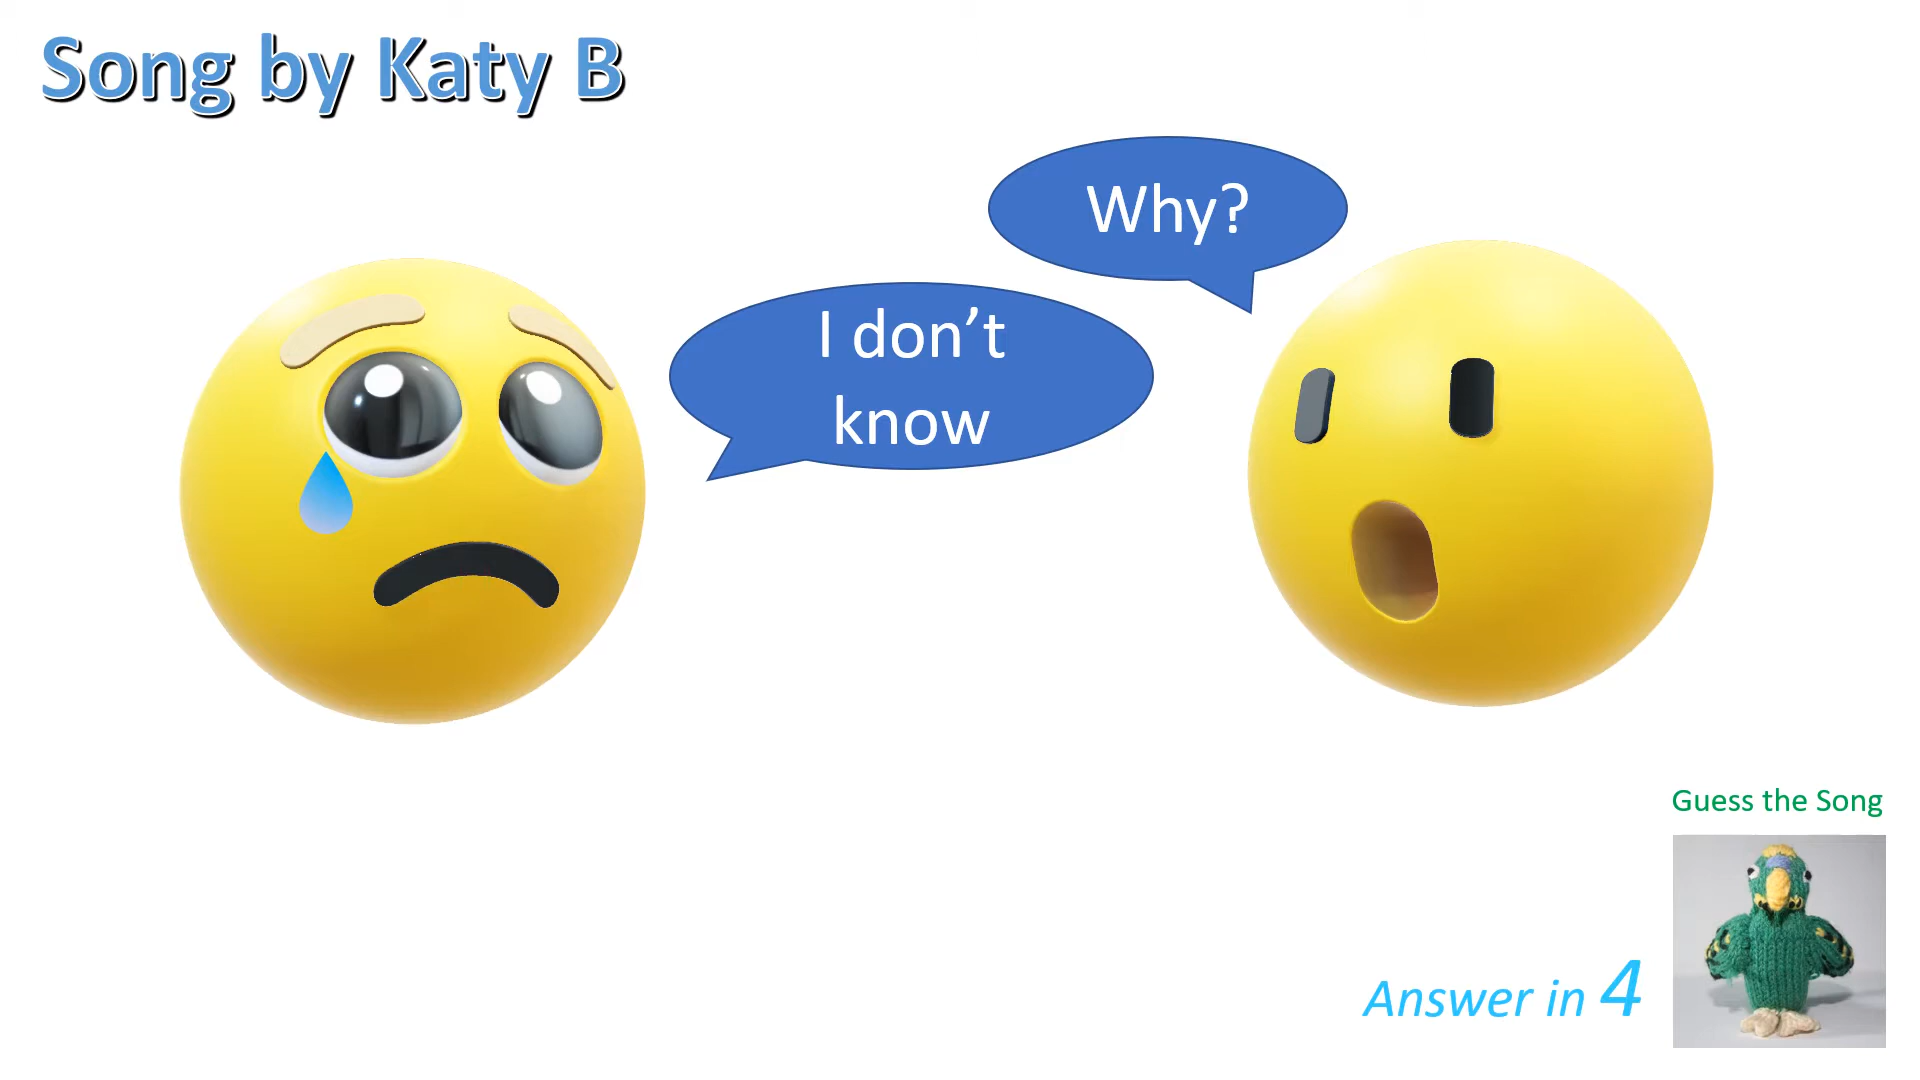 Song by Katy B
Why?
I don’t
know
Guess the Song
Answer in 4